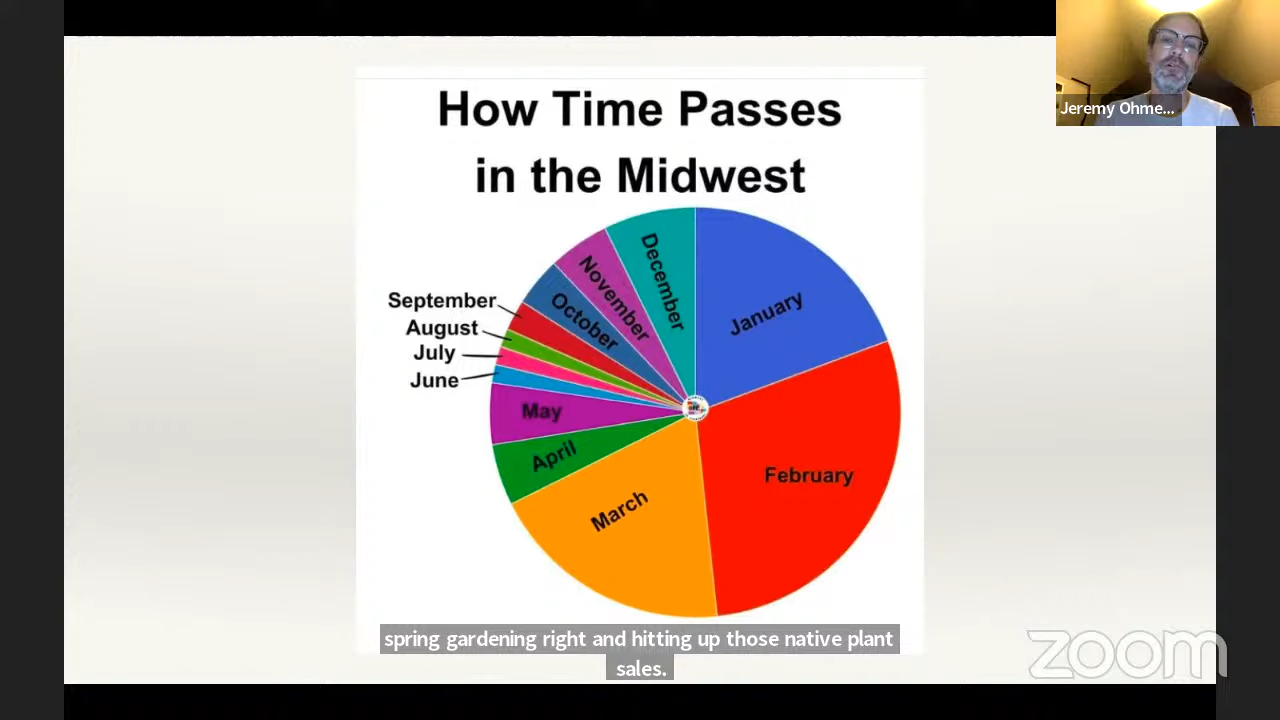 How Time Passes
in the Midwest
December
November
October
September
August
July
June
May
April
March
January
February
Jeremy Ohme...
spring gardening right and hitting up those native plant
sales.
zoom